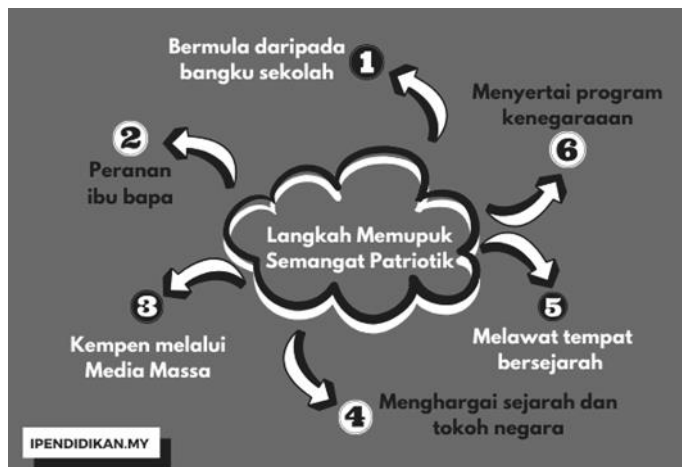 Langkah Memupuk
Semangat Patriotik
1
Bermula daripada
bangku sekolah
2
Peranan
ibu bapa
3
Kempen melalui
Media Massa
4
Menghargai sejarah dan
tokoh negara
5
Melawat tempat
bersejarah
Menyertai program
kenegaraaan
6
IPENDIDIKAN.MY